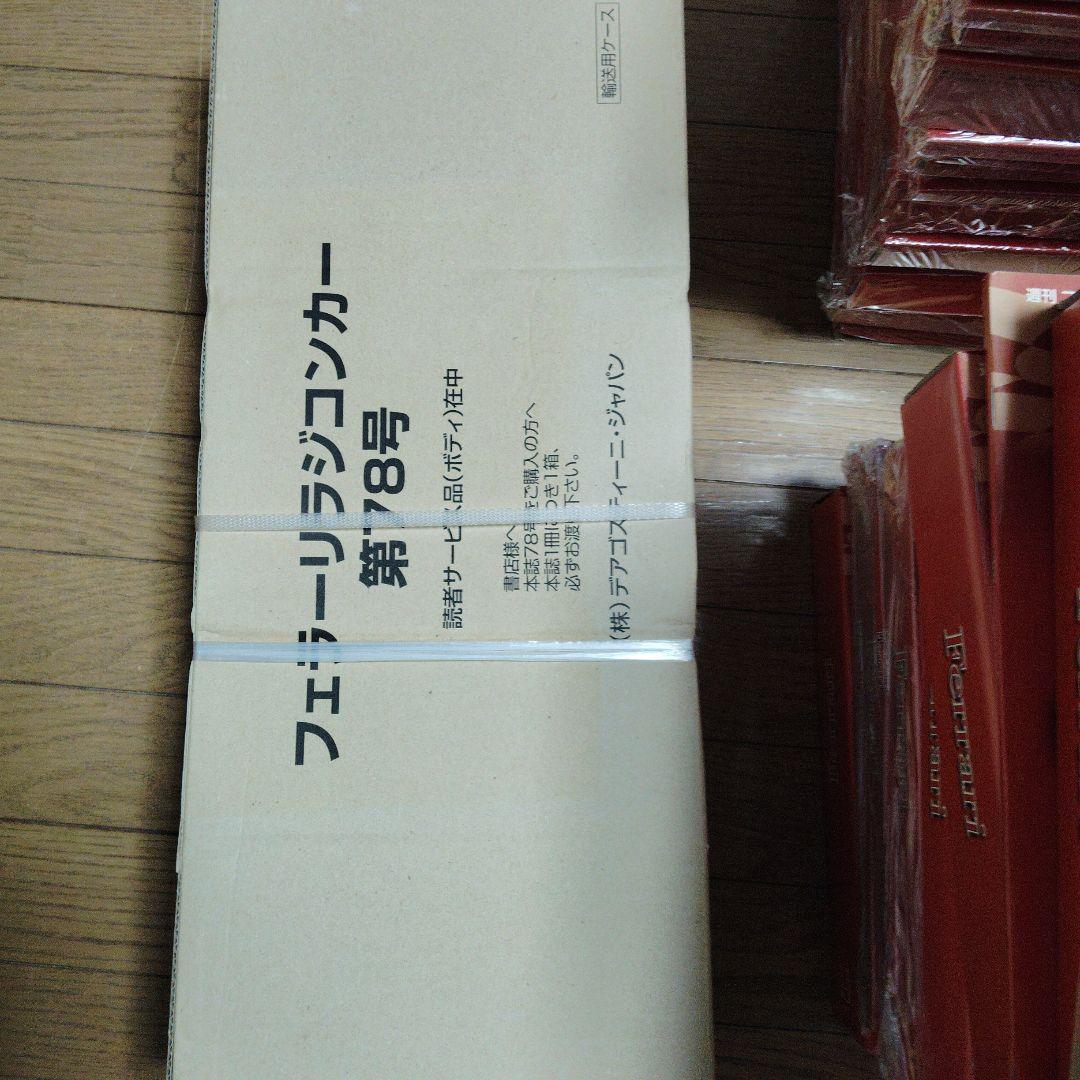 フェラーリラジコンカー
第78号
読者サービス品(ボディ)在中
書店様へ
本誌78号をご購入の方へ
本誌1冊につき1箱、
必ずお渡し下さい。
(株)デアゴスティーニ・ジャパン
輸送用ケース